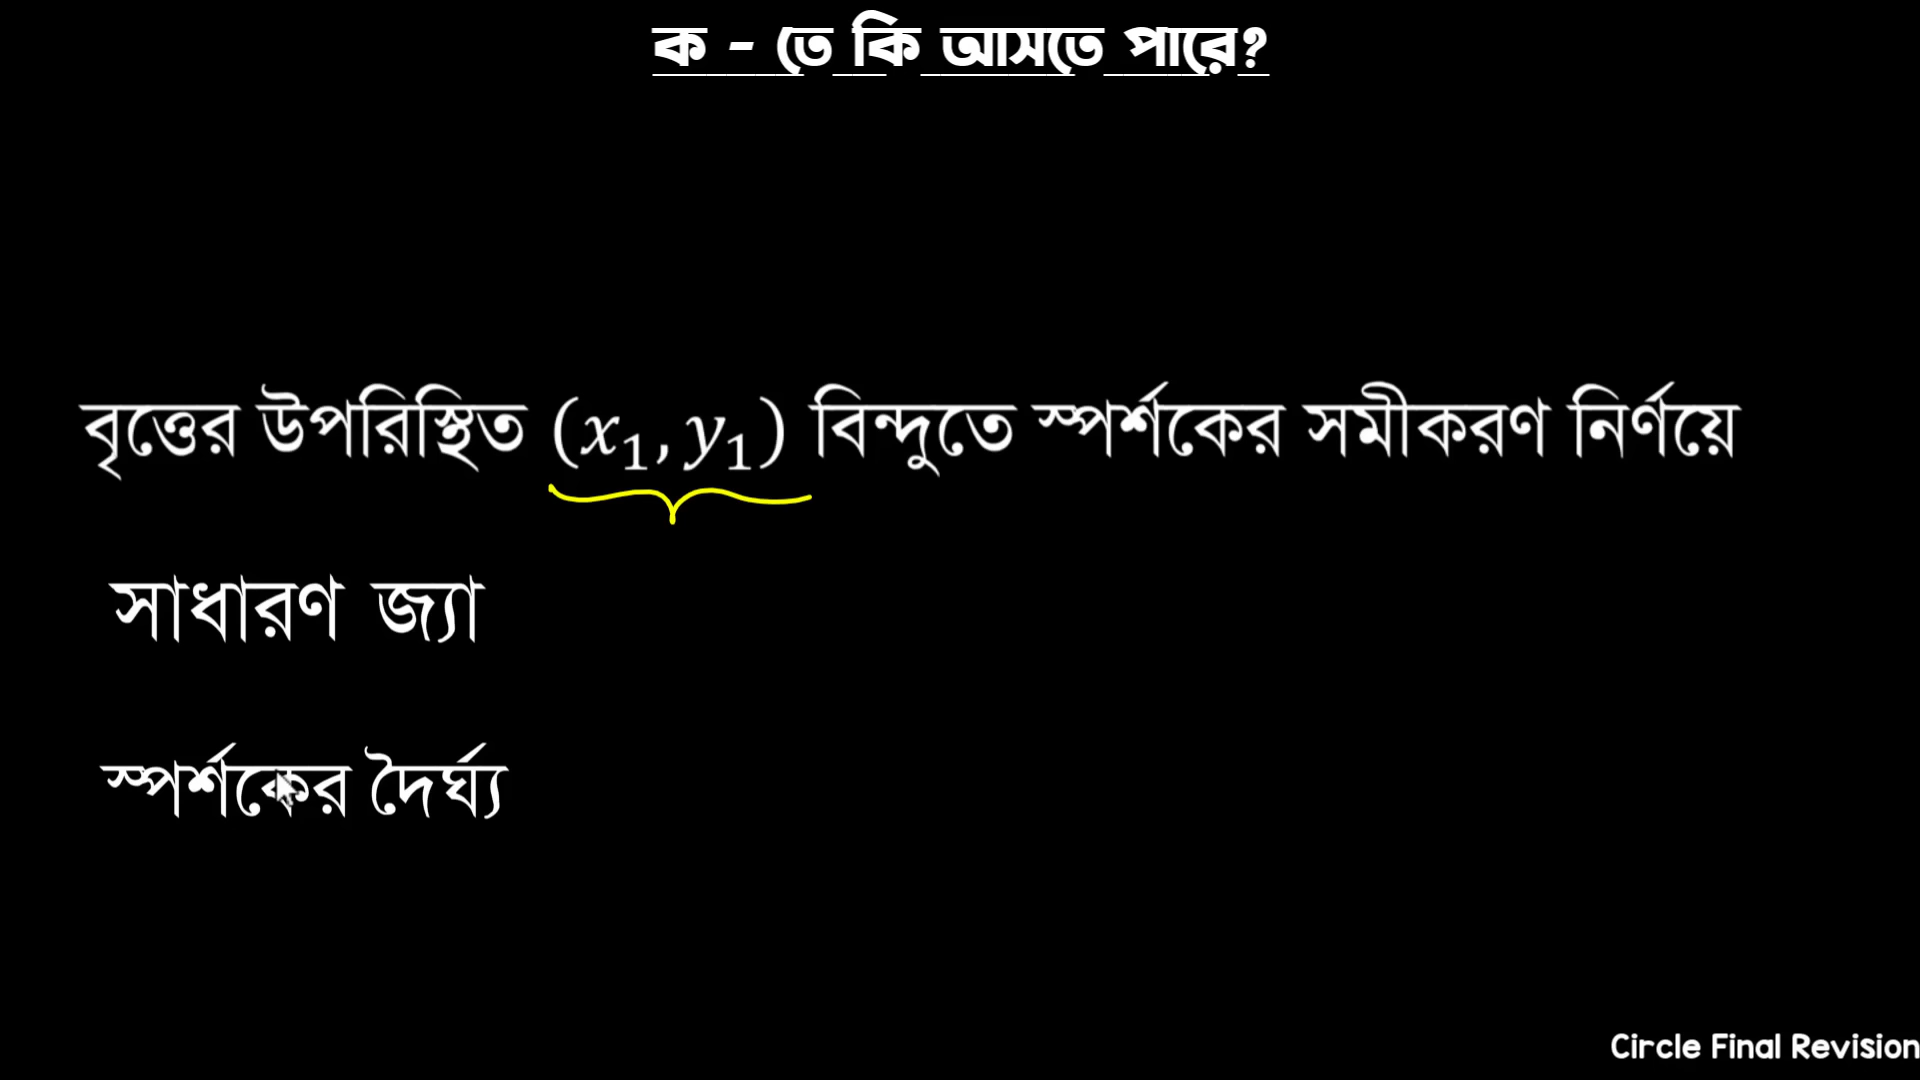 ক - তে কি আসতে পারে?
বৃত্তের উপরিস্থিত (x₁, y₁) বিন্দুতে স্পর্শকের সমীকরণ নির্ণয়ে
সাধারণ জ্যা
স্পর্শকের দৈর্ঘ্য
Circle Final Revision